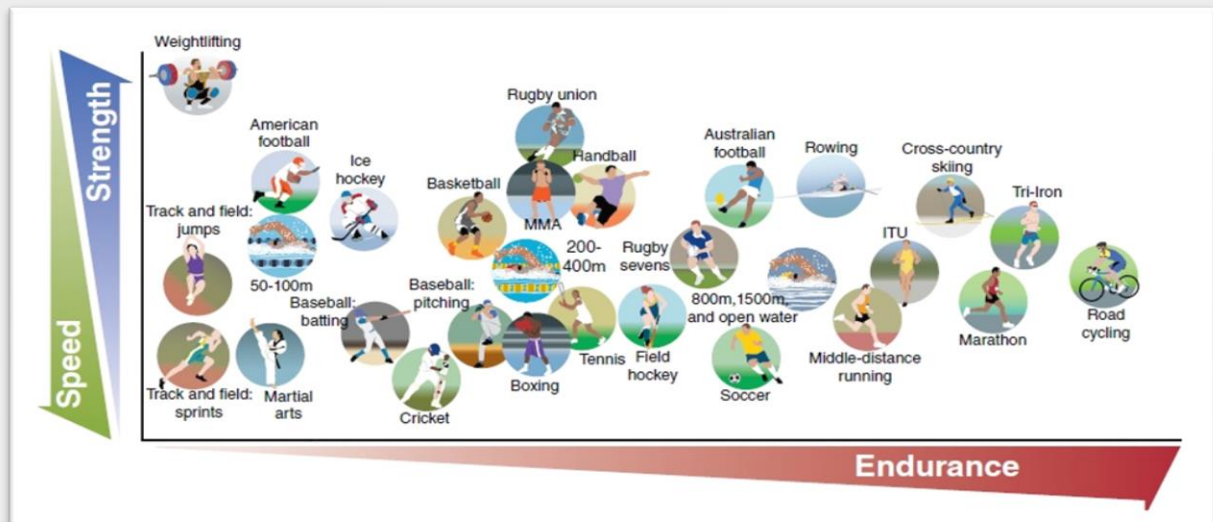 Weightlifting
Strength
Speed
American
football
Ice
hockey
Track and field:
jumps
50-100m
Baseball:
batting
Track and field:
sprints
Martial
arts
Cricket
Rugby union
Handball
Basketball
MMA
200-
400m
Baseball:
pitching
Boxing
Tennis
Field
hockey
Rugby
sevens
Australian
football
Rowing
800m,1500m,
and open water
Soccer
Cross-country
skiing
Tri-Iron
ITU
Middle-distance
running
Marathon
Road
cycling
Endurance